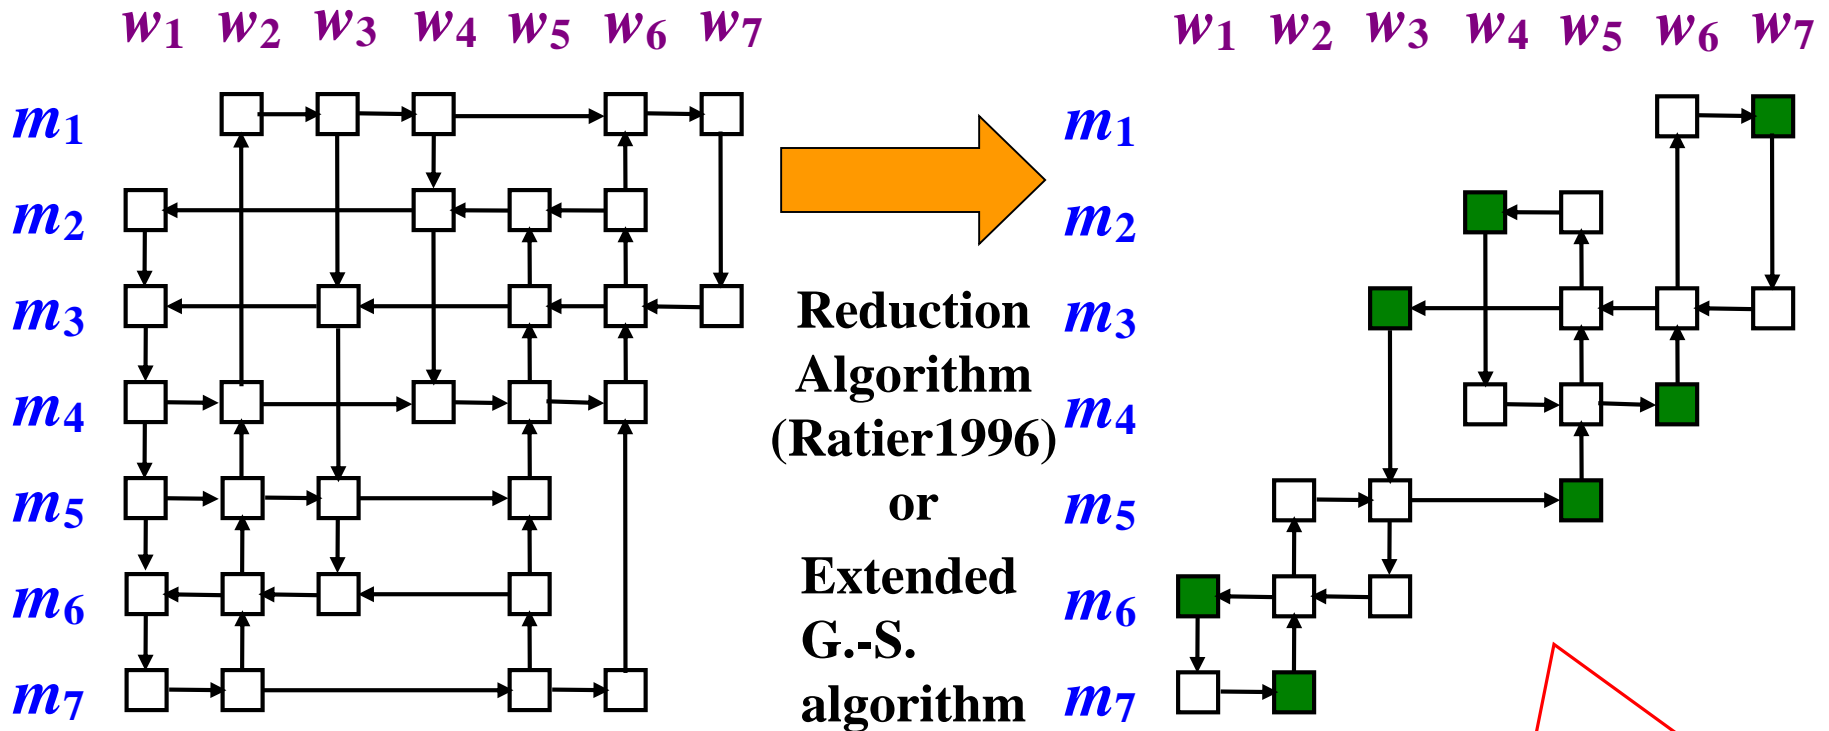 w1 w2 w3 w4 w5 w6 w7
m1
m2
m3
m4
m5
m6
m7
Reduction
Algorithm
(Ratier1996)
or
Extended
G.-S.
algorithm
w1 w2 w3 w4 w5 w6 w7
m1
m2
m3
m4
m5
m6
m7